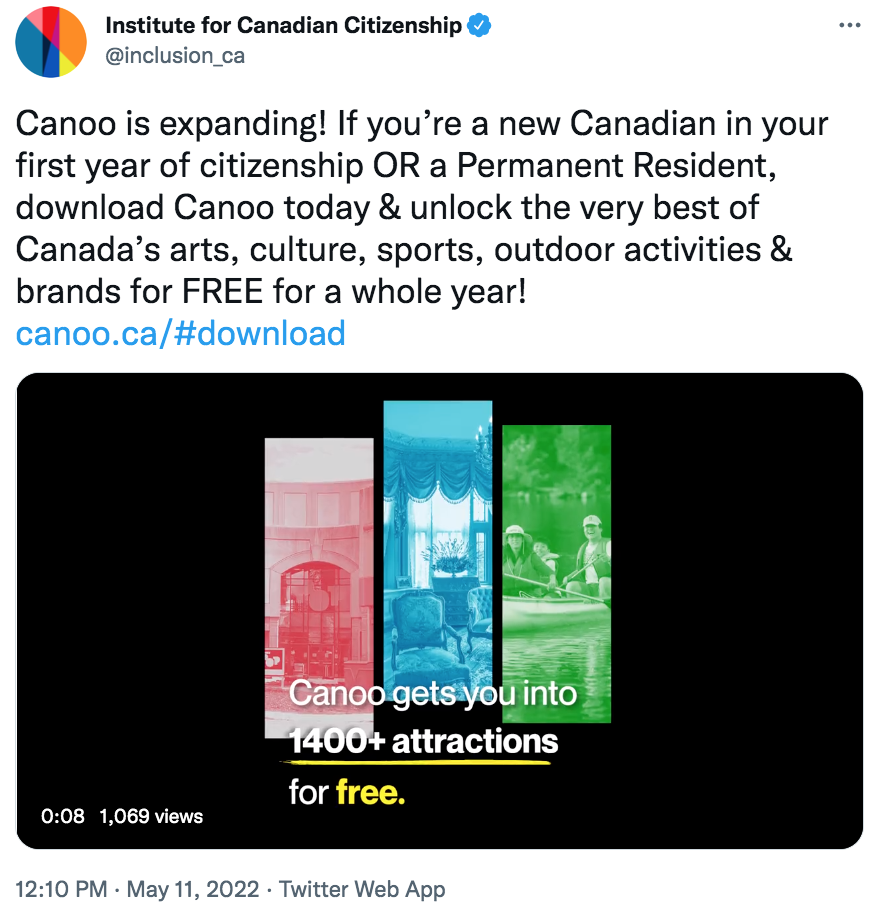 Institute for Canadian Citizenship
@inclusion_ca
Canoo is expanding! If you’re a new Canadian in your
first year of citizenship OR a Permanent Resident,
download Canoo today & unlock the very best of
Canada’s arts, culture, sports, outdoor activities &
brands for FREE for a whole year!
canoo.ca/#download
Canoo gets you into
1400+ attractions
for free.
0:08 1,069 views
12:10 PM · May 11, 2022 · Twitter Web App